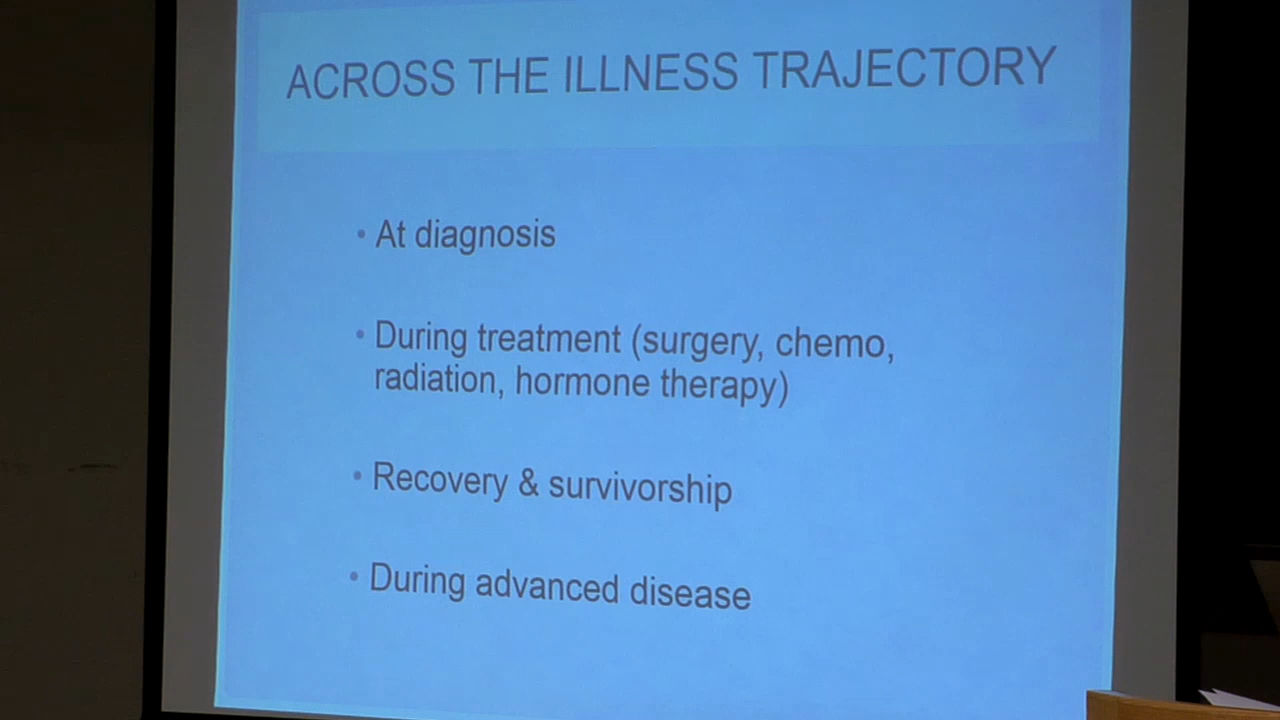 ACROSS THE ILLNESS TRAJECTORY
• At diagnosis
• During treatment (surgery, chemo,
radiation, hormone therapy)
• Recovery & survivorship
• During advanced disease